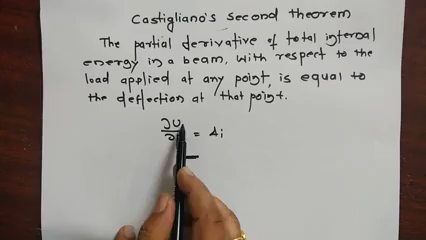 Castigliano's second theorem
The partial derivative of total internal
energy in a beam, with respect to the
load applied at any point, is equal to
the deflection at that point.
∂U
= Δi